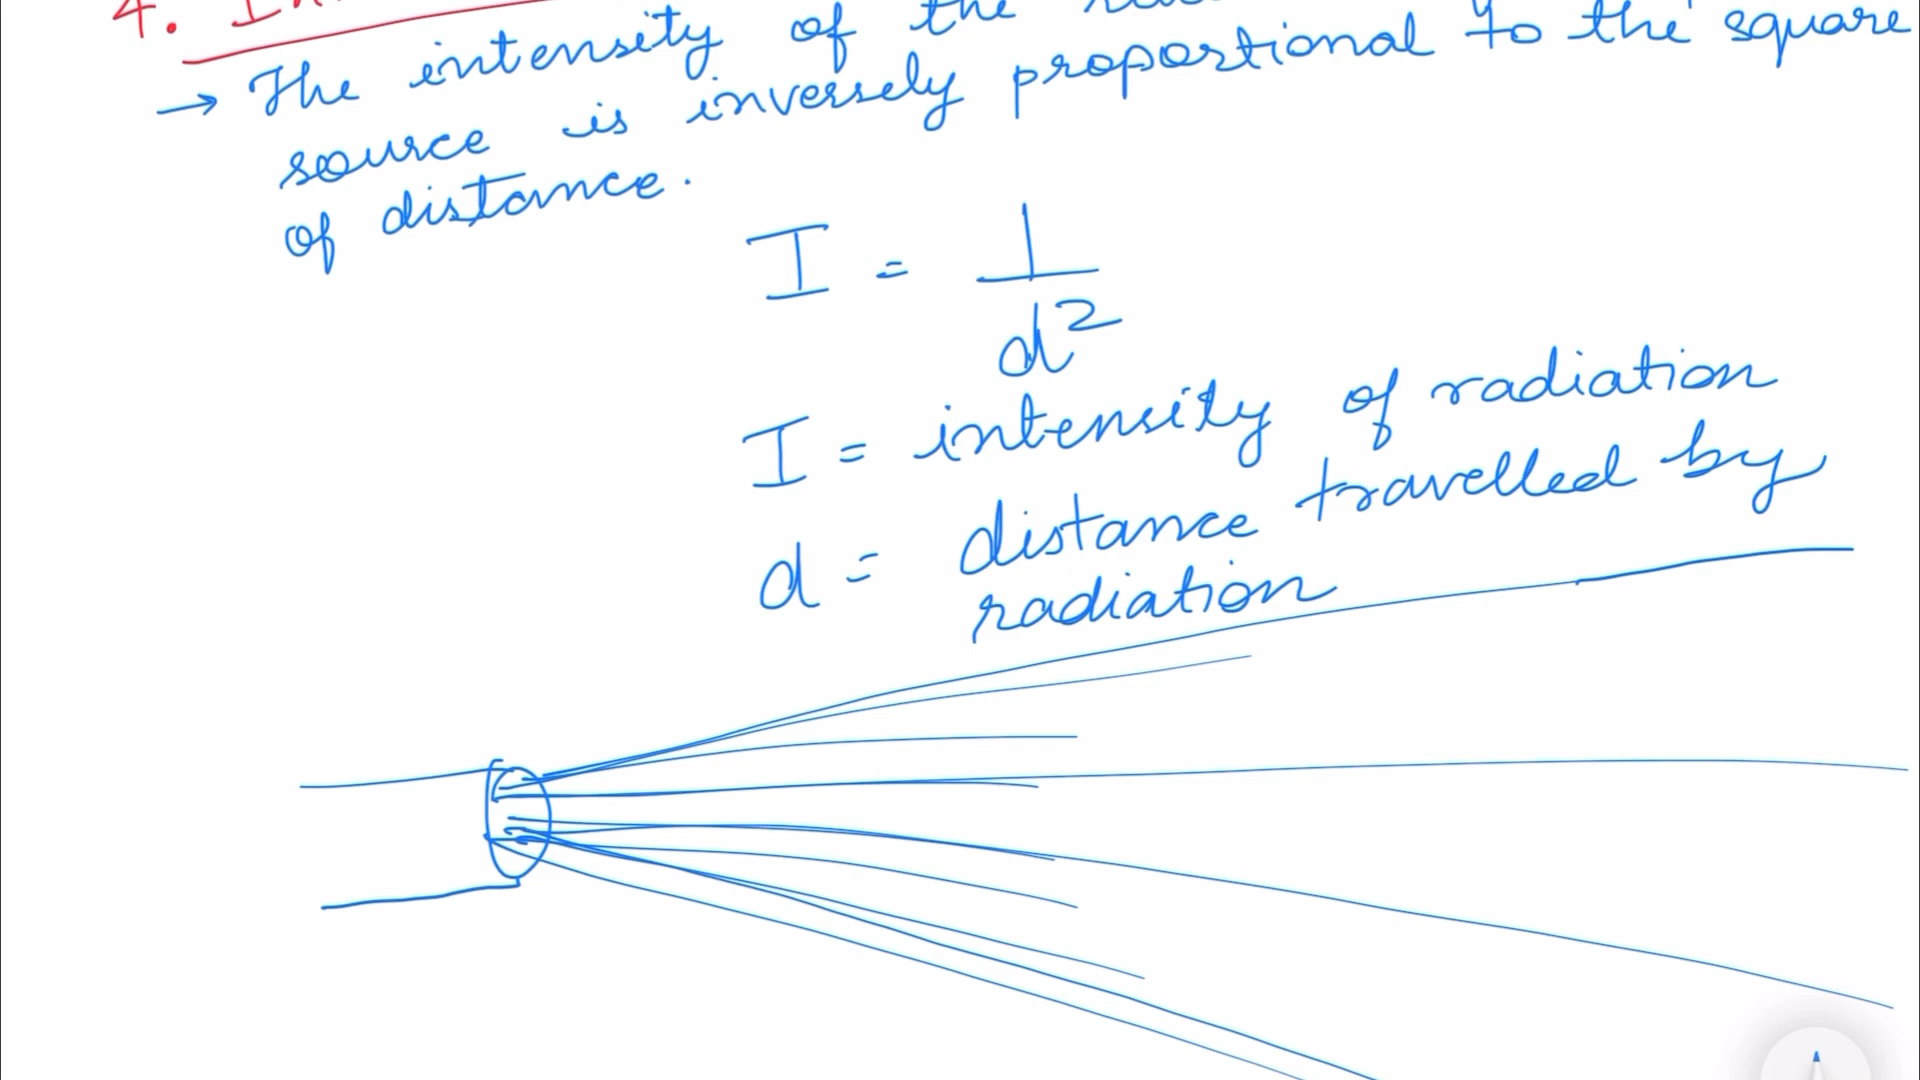 4.
→ The intensity of the
source is inversely proportional to the square
of distance.
I = 1/d²
I = intensity of radiation
d = distance travelled by
radiation